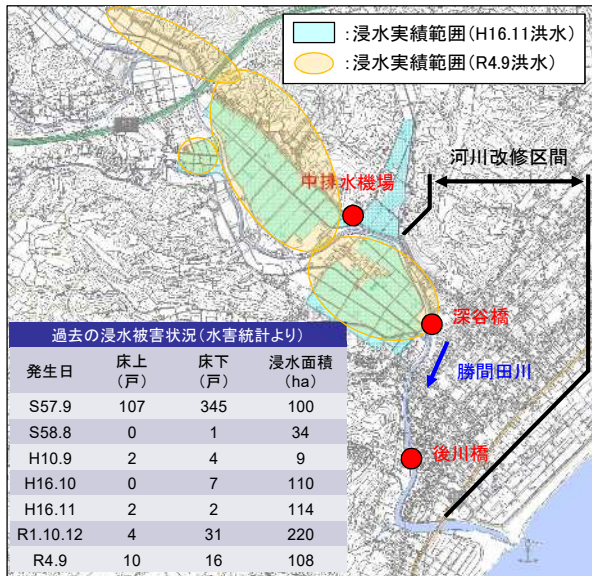 ：浸水実績範囲（H16.11洪水）
：浸水実績範囲（R4.9洪水）
河川改修区間
中排水機場
深谷橋
勝間田川
後川橋
過去の浸水被害状況（水害統計より）
発生日 床上（戸） 床下（戸） 浸水面積（ha）
S57.9 107 345 100
S58.8 0 1 34
H10.9 2 4 9
H16.10 0 7 110
H16.11 2 2 114
R1.10.12 4 31 220
R4.9 10 16 108